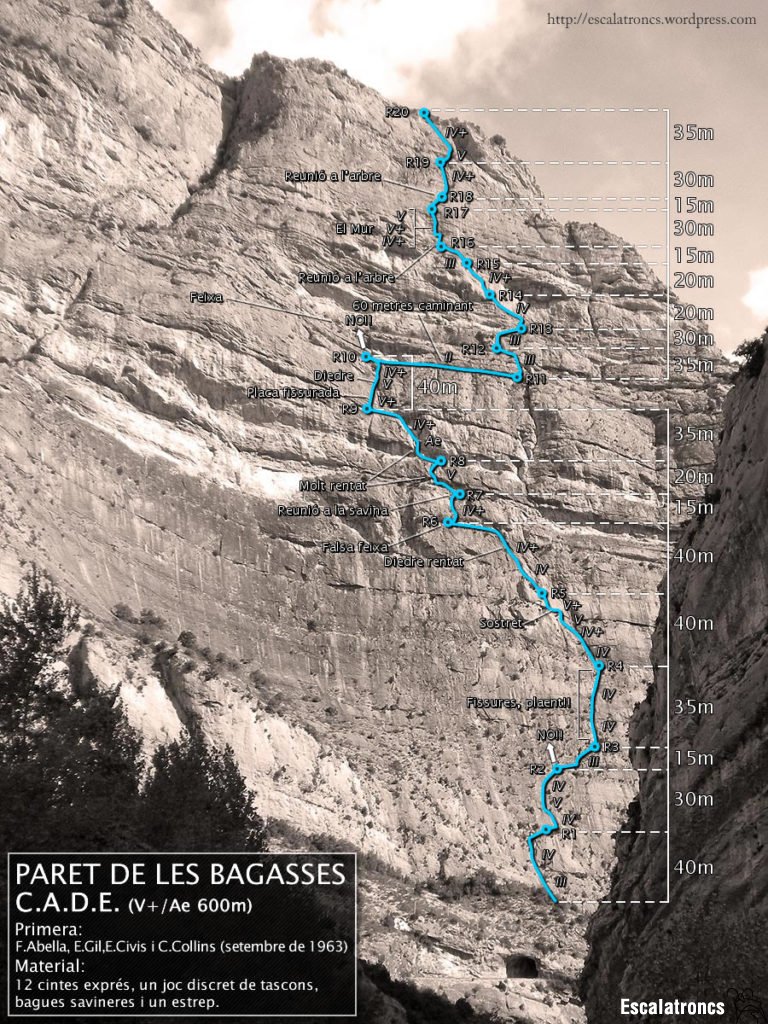 http://escalatroncs.wordpress.com
R20
IV+
35m
V
R19
IV+
30m
Reunió a l'arbre
R18
15m
R17
V
El Mur V+
IV+
30m
R16
III
R15
15m
Reunió a l'arbre
IV+
20m
R14
Feixa
60 metres caminant
IV
20m
NO!!
R13
III
30m
R12
R10
II
III
35m
R11
Diedre
IV+
V
40m
Placa fissurada
V+
R9
IV+
35m
Ae
R8
V
20m
Molt rentat
R7
Reunió a la savina
IV+
15m
R6
Falsa feixa
Diedre rentat
IV+
40m
IV
R5
V+
Sostret
V
IV+
40m
IV
R4
IV
Fissures, plaent!!
35m
IV
NO!!
R3
III
15m
R2
IV
V
30m
IV
R1
IV
40m
III
PARET DE LES BAGASSES
C.A.D.E. (V+/Ae 600m)
Primera:
F.Abella, E.Gil,E.Civis i C.Collins (setembre de 1963)
Material:
12 cintes exprés, un joc discret de tascons,
bagues savineres i un estrep.
Escalatroncs